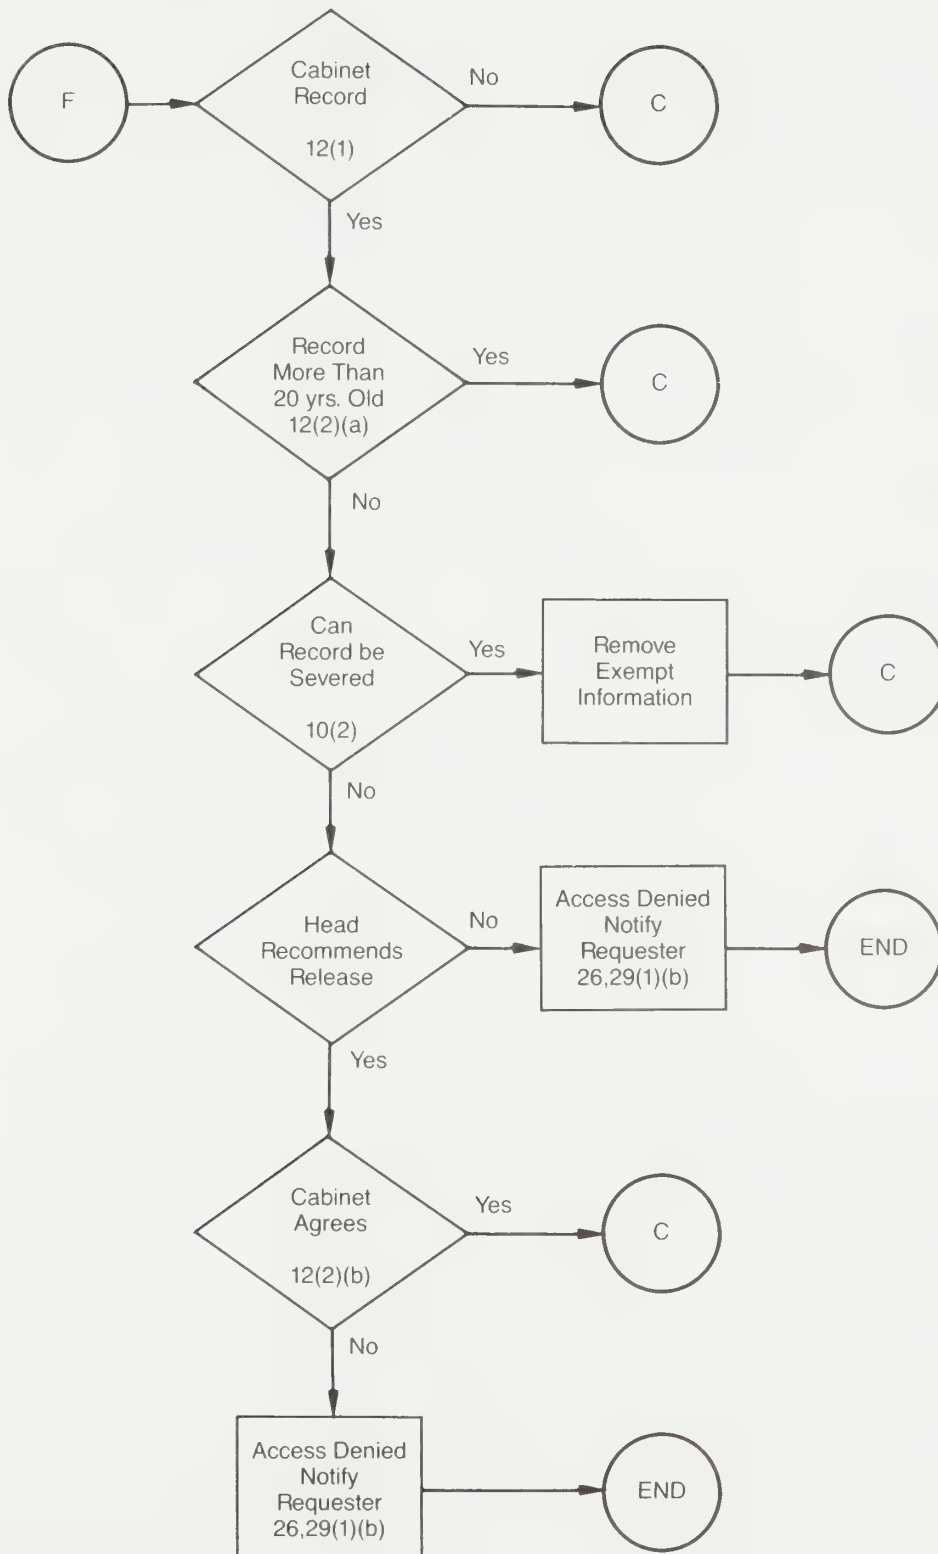 F
Cabinet
Record
12(1)
No
C
Yes
Record
More Than
20 yrs. Old
12(2)(a)
Yes
C
No
Can
Record be
Severed
10(2)
Yes
Remove
Exempt
Information
C
No
Head
Recommends
Release
No
Access Denied
Notify
Requester
26,29(1)(b)
END
Yes
Cabinet
Agrees
12(2)(b)
Yes
C
No
Access Denied
Notify
Requester
26,29(1)(b)
END